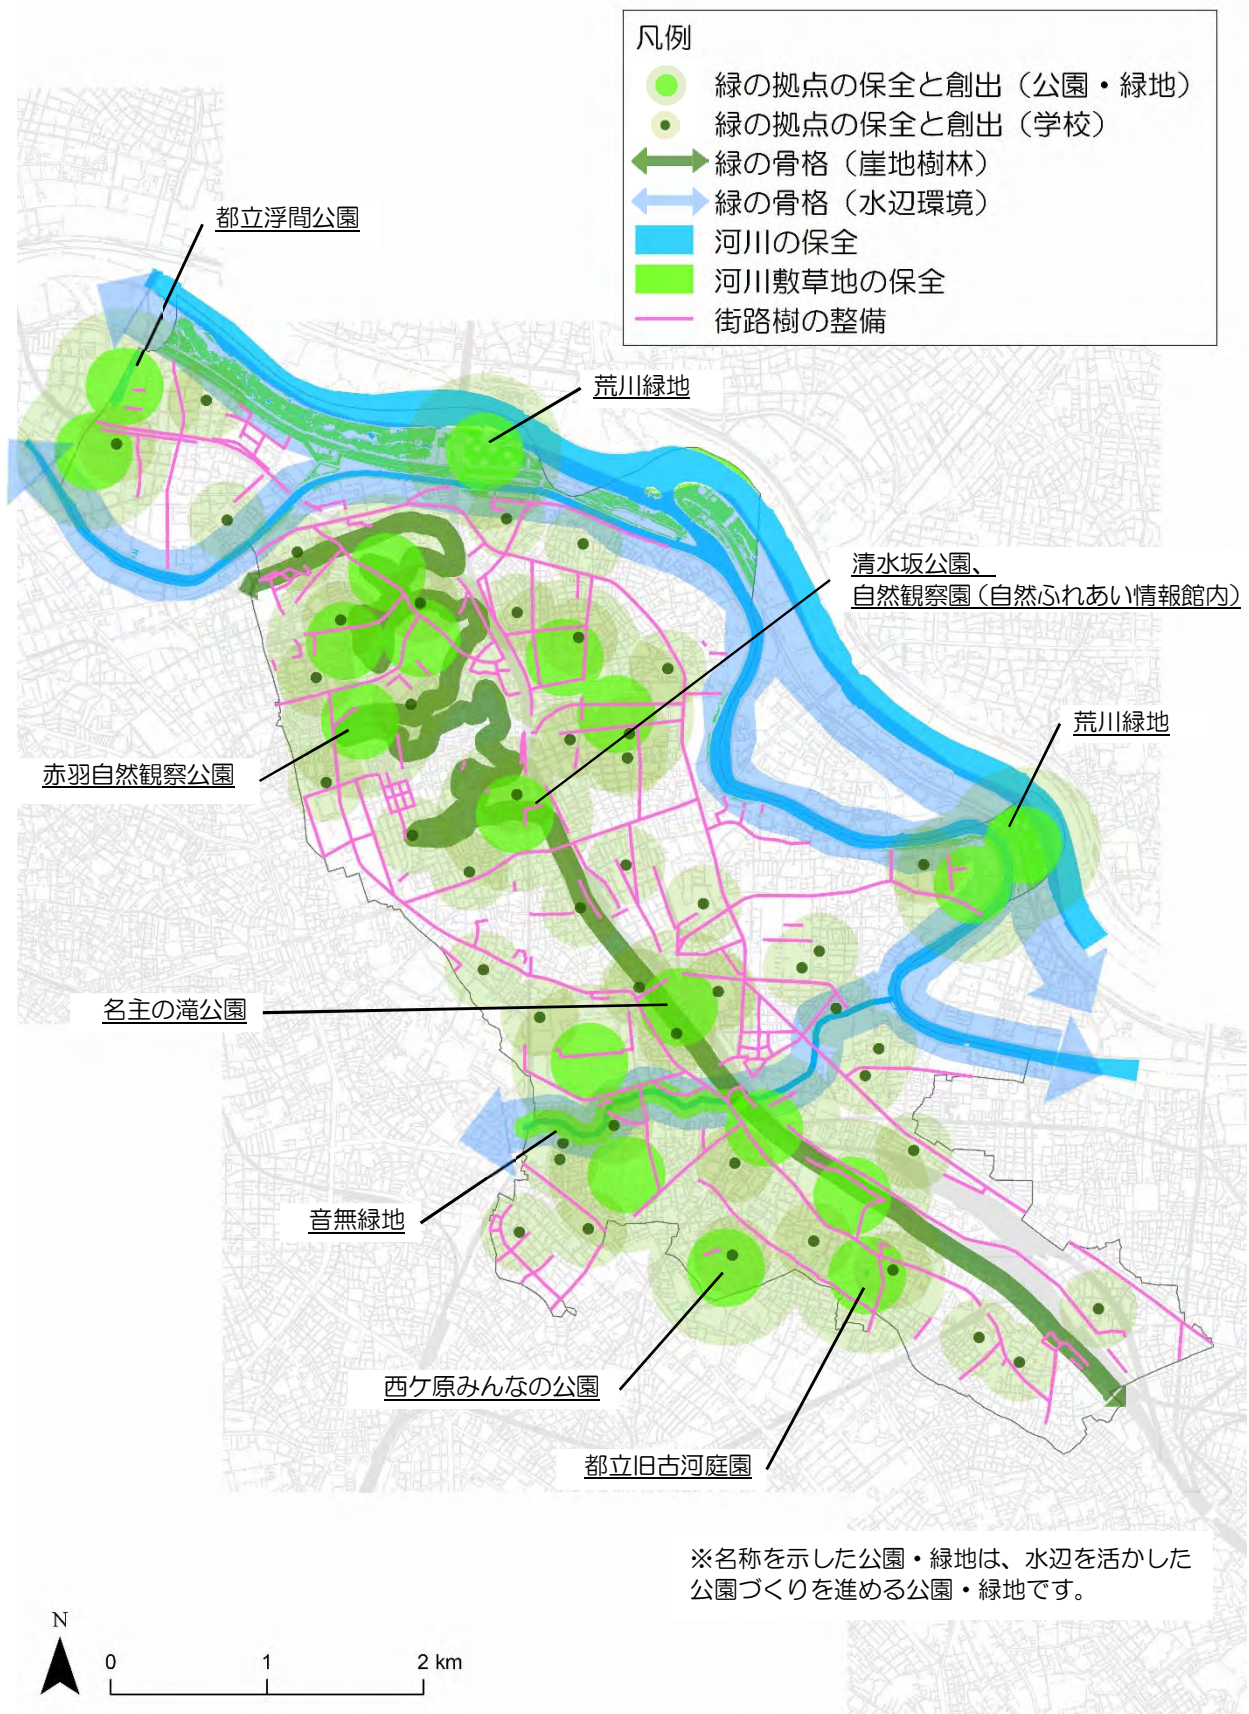 凡例
緑の拠点の保全と創出（公園・緑地）
緑の拠点の保全と創出（学校）
緑の骨格（崖地樹林）
緑の骨格（水辺環境）
河川の保全
河川敷草地の保全
街路樹の整備
都立浮間公園
荒川緑地
清水坂公園、
自然観察園（自然ふれあい情報館内）
荒川緑地
赤羽自然観察公園
名主の滝公園
音無緑地
西ケ原みんなの公園
都立旧古河庭園
※名称を示した公園・緑地は、水辺を活かした
公園づくりを進める公園・緑地です。
N
0 1 2 km